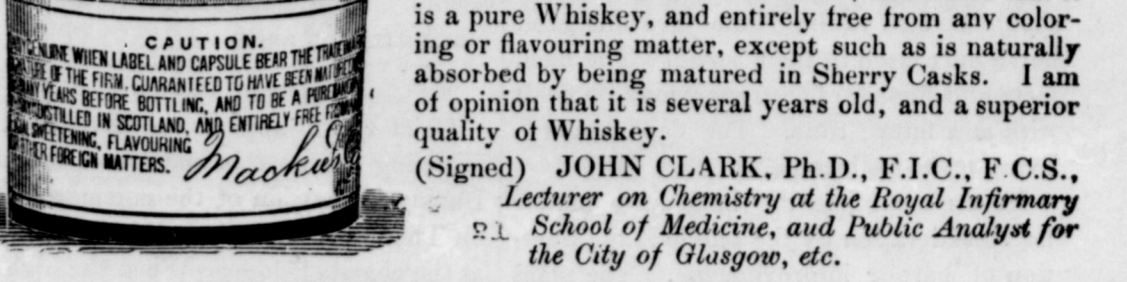 CAUTION.
GENUINE WHEN LABEL AND CAPSULE BEAR THE TRADE
OF THE FIRM, GUARANTEED TO HAVE BEEN
YEARS BEFORE BOTTLING, AND TO BE A PURE
DISTILLED IN SCOTLAND, AND ENTIRELY FREE
SWEETENING, FLAVOURING
OTHER FOREIGN MATTERS.
is a pure Whiskey, and entirely free from any color-
ing or flavouring matter, except such as is naturally
absorbed by being matured in Sherry Casks. I am
of opinion that it is several years old, and a superior
quality of Whiskey.
(Signed) JOHN CLARK, Ph.D., F.I.C., F.C.S.,
Lecturer on Chemistry at the Royal Infirmary
School of Medicine, aud Public Analyst for
the City of Glasgow, etc.